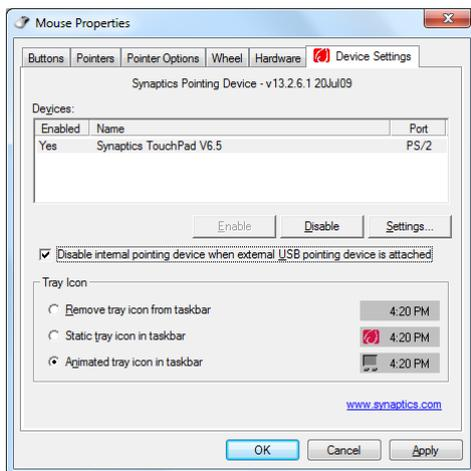 Mouse Properties
Buttons Pointers Pointer Options Wheel Hardware Device Settings
Synaptics Pointing Device - v13.2.6.1 20Jul09
Devices:
Enabled Name Port
Yes Synaptics TouchPad V6.5 PS/2
Enable Disable Settings...
Disable internal pointing device when external USB pointing device is attached
Tray Icon
Remove tray icon from taskbar 4:20 PM
Static tray icon in taskbar 4:20 PM
Animated tray icon in taskbar 4:20 PM
www.synaptics.com
OK Cancel Apply